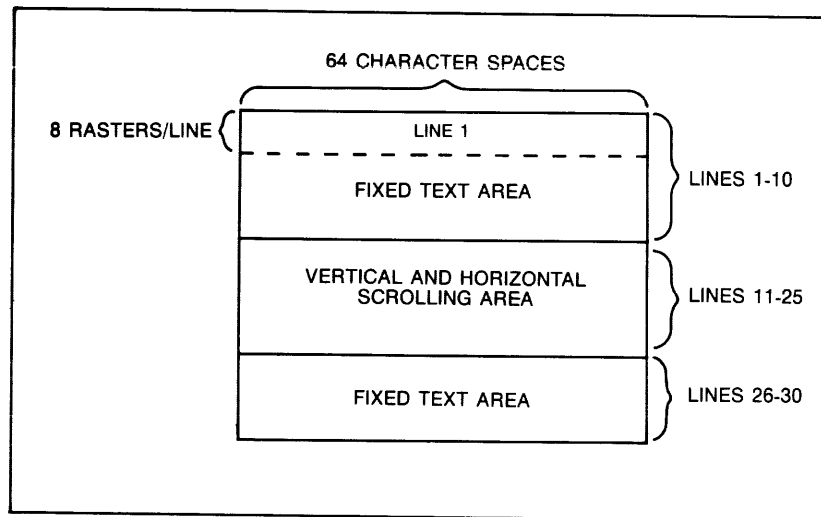 64 CHARACTER SPACES
8 RASTERS/LINE
LINE 1
FIXED TEXT AREA
LINES 1-10
VERTICAL AND HORIZONTAL
SCROLLING AREA
LINES 11-25
FIXED TEXT AREA
LINES 26-30